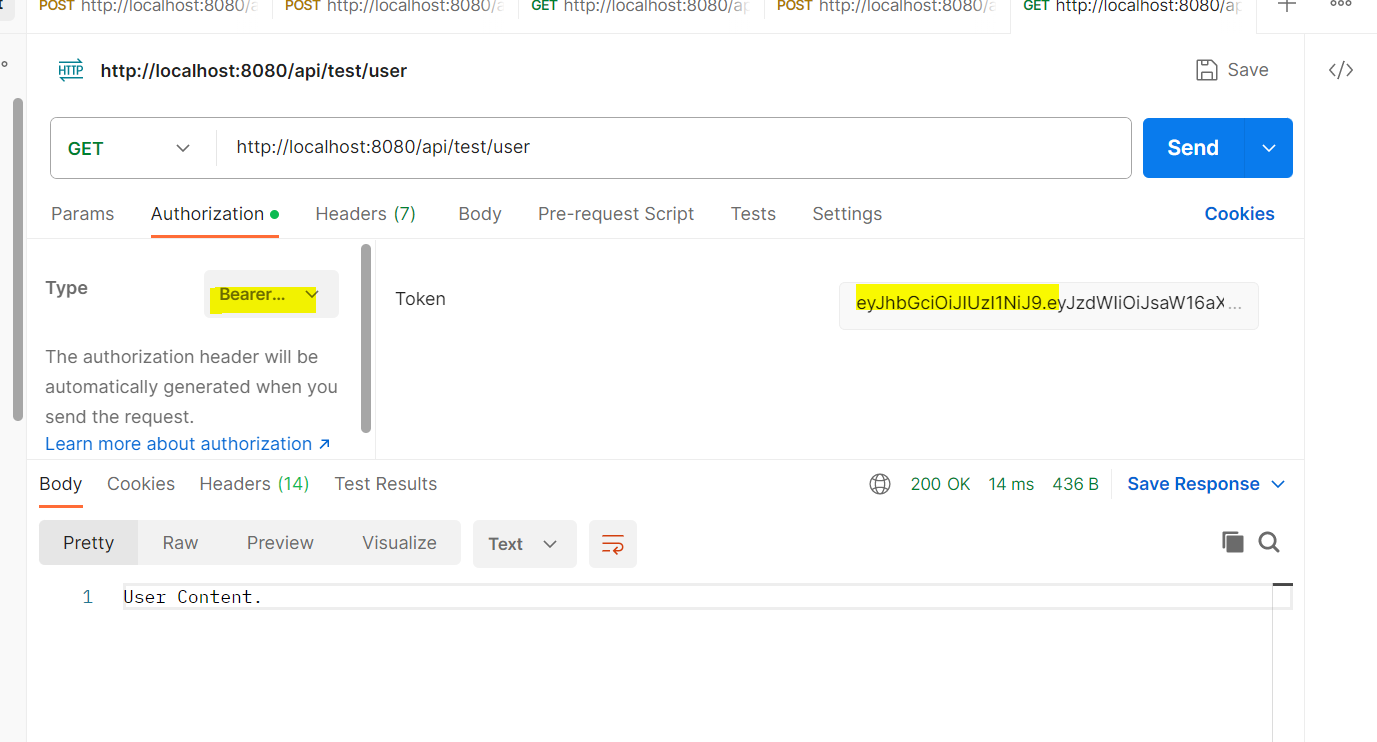 POST http://localhost:8080/a POST http://localhost:8080/a GET http://localhost:8080/ap POST http://localhost:8080/a GET http://localhost:8080/ap
HTTP http://localhost:8080/api/test/user Save </>
GET http://localhost:8080/api/test/user Send
Params Authorization Headers (7) Body Pre-request Script Tests Settings Cookies
Type Bearer... Token eyJhbGciOiJIUzI1NiJ9.eyJzdWIiOiJsaW16aX...
The authorization header will be
automatically generated when you
send the request.
Learn more about authorization ↗
Body Cookies Headers (14) Test Results 200 OK 14 ms 436 B Save Response
Pretty Raw Preview Visualize Text
1 User Content.